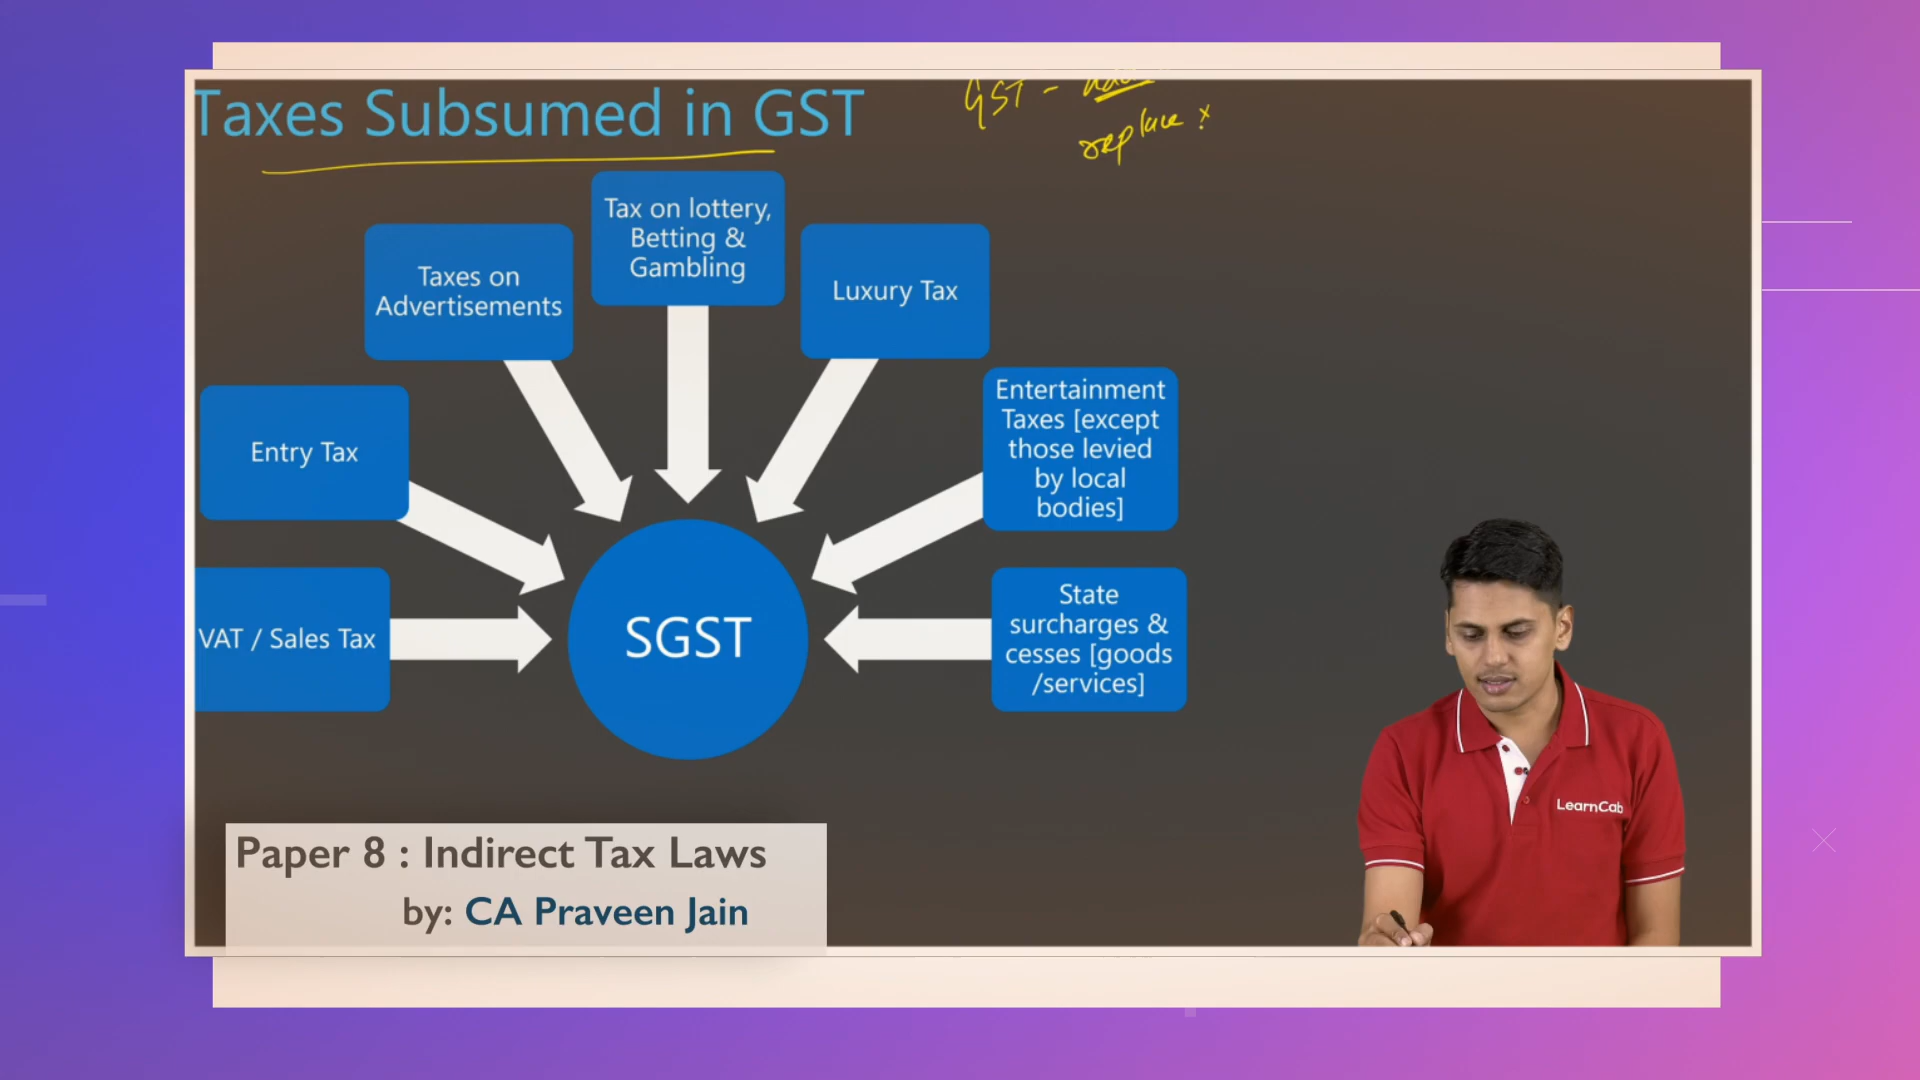 Taxes Subsumed in GST
GST -
replace x
Tax on lottery,
Betting &
Gambling
Taxes on
Advertisements
Luxury Tax
Entry Tax
Entertainment
Taxes [except
those levied
by local
bodies]
VAT / Sales Tax
SGST
State
surcharges &
cesses [goods
/services]
LearnCab
Paper 8 : Indirect Tax Laws
by: CA Praveen Jain